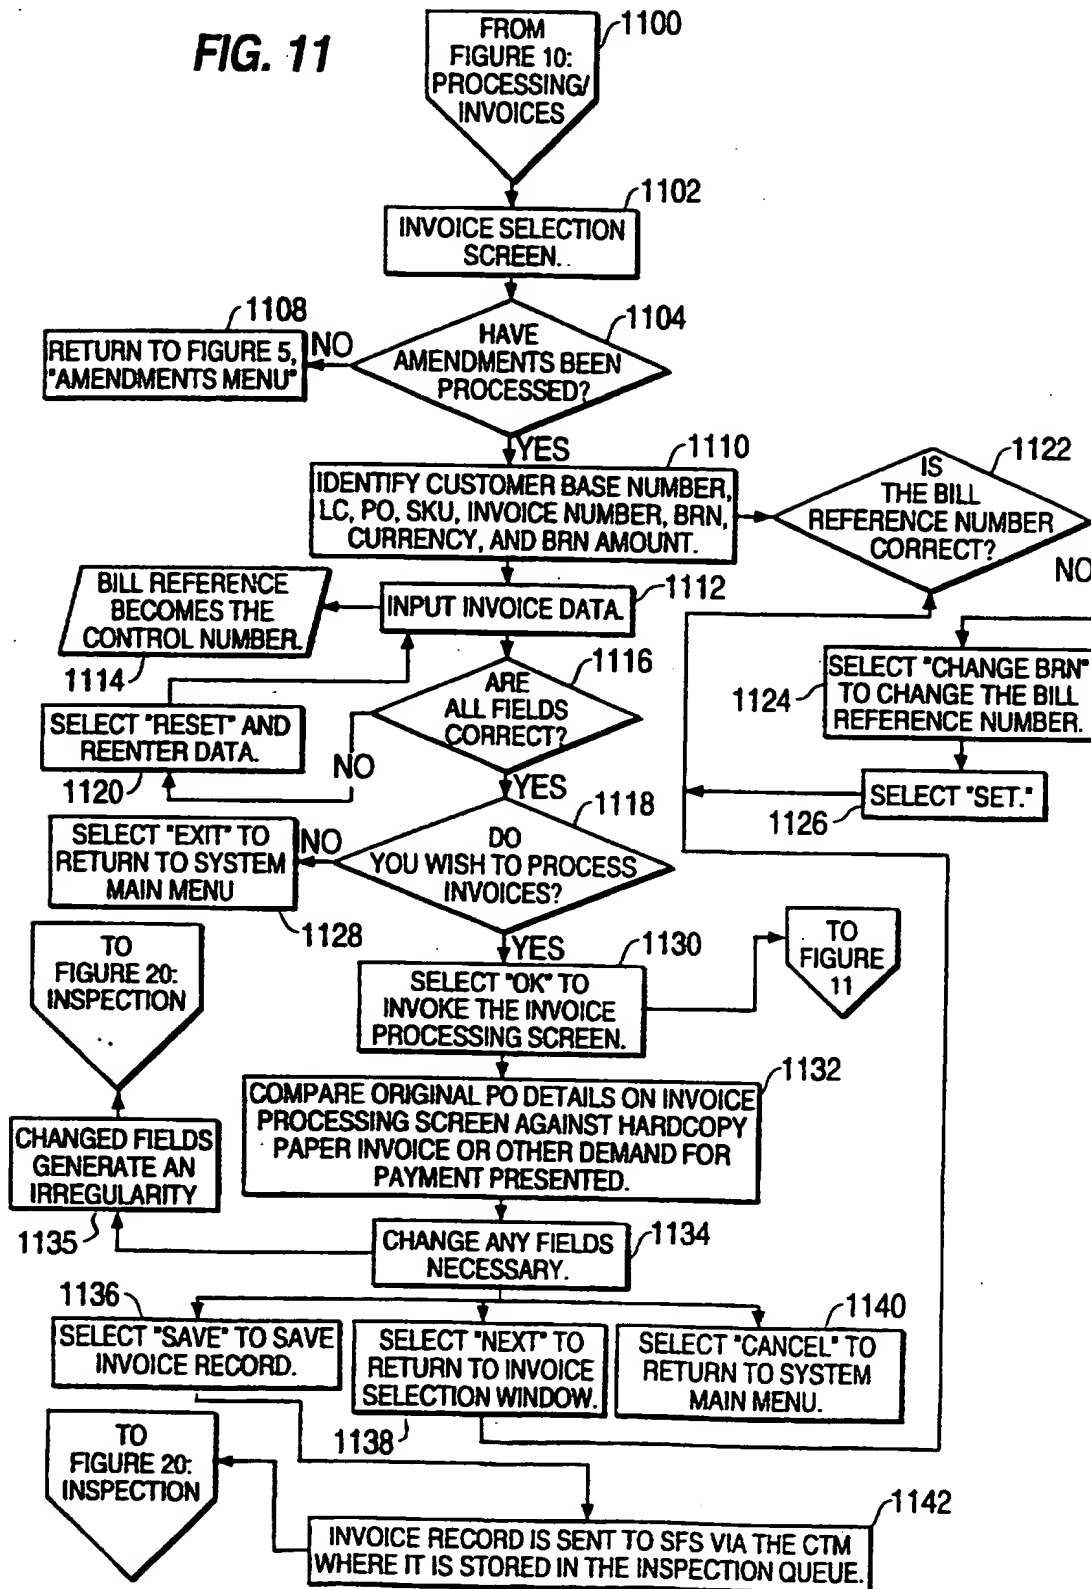 FIG. 11
1100
FROM
FIGURE 10:
PROCESSING/
INVOICES
1102
INVOICE SELECTION
SCREEN.
1104
HAVE
AMENDMENTS BEEN
PROCESSED?
1108
NO
RETURN TO FIGURE 5,
"AMENDMENTS MENU"
YES
1110
IDENTIFY CUSTOMER BASE NUMBER,
LC, PO, SKU, INVOICE NUMBER, BRN,
CURRENCY, AND BRN AMOUNT.
1122
IS
THE BILL
REFERENCE NUMBER
CORRECT?
NO
1112
INPUT INVOICE DATA.
BILL REFERENCE
BECOMES THE
CONTROL NUMBER.
1114
1116
ARE
ALL FIELDS
CORRECT?
1124
SELECT "CHANGE BRN"
TO CHANGE THE BILL
REFERENCE NUMBER.
SELECT "RESET" AND
REENTER DATA.
1120
NO
YES
1126
SELECT "SET."
1118
DO
YOU WISH TO PROCESS
INVOICES?
NO
SELECT "EXIT" TO
RETURN TO SYSTEM
MAIN MENU
1128
YES
1130
SELECT "OK" TO
INVOKE THE INVOICE
PROCESSING SCREEN.
TO
FIGURE
11
TO
FIGURE 20:
INSPECTION
1132
COMPARE ORIGINAL PO DETAILS ON INVOICE
PROCESSING SCREEN AGAINST HARDCOPY
PAPER INVOICE OR OTHER DEMAND FOR
PAYMENT PRESENTED.
CHANGED FIELDS
GENERATE AN
IRREGULARITY
1135
1134
CHANGE ANY FIELDS
NECESSARY.
1136
SELECT "SAVE" TO SAVE
INVOICE RECORD.
SELECT "NEXT" TO
RETURN TO INVOICE
SELECTION WINDOW.
1138
1140
SELECT "CANCEL" TO
RETURN TO SYSTEM
MAIN MENU.
TO
FIGURE 20:
INSPECTION
1142
INVOICE RECORD IS SENT TO SFS VIA THE CTM
WHERE IT IS STORED IN THE INSPECTION QUEUE.